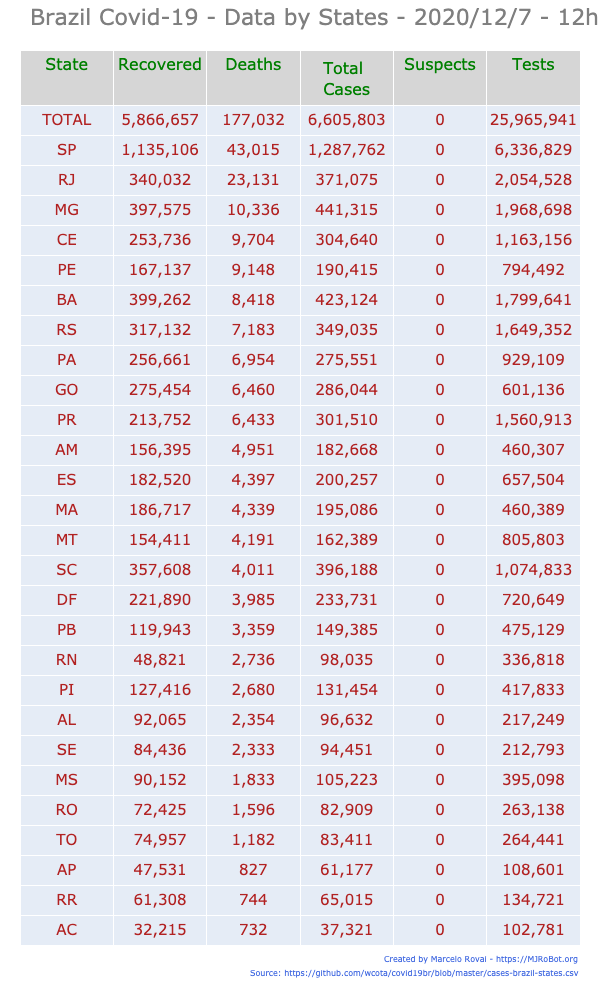 Brazil Covid-19 - Data by States - 2020/12/7 - 12h
State Recovered Deaths Total Cases Suspects Tests
TOTAL 5,866,657 177,032 6,605,803 0 25,965,941
SP 1,135,106 43,015 1,287,762 0 6,336,829
RJ 340,032 23,131 371,075 0 2,054,528
MG 397,575 10,336 441,315 0 1,968,698
CE 253,736 9,704 304,640 0 1,163,156
PE 167,137 9,148 190,415 0 794,492
BA 399,262 8,418 423,124 0 1,799,641
RS 317,132 7,183 349,035 0 1,649,352
PA 256,661 6,954 275,551 0 929,109
GO 275,454 6,460 286,044 0 601,136
PR 213,752 6,433 301,510 0 1,560,913
AM 156,395 4,951 182,668 0 460,307
ES 182,520 4,397 200,257 0 657,504
MA 186,717 4,339 195,086 0 460,389
MT 154,411 4,191 162,389 0 805,803
SC 357,608 4,011 396,188 0 1,074,833
DF 221,890 3,985 233,731 0 720,649
PB 119,943 3,359 149,385 0 475,129
RN 48,821 2,736 98,035 0 336,818
PI 127,416 2,680 131,454 0 417,833
AL 92,065 2,354 96,632 0 217,249
SE 84,436 2,333 94,451 0 212,793
MS 90,152 1,833 105,223 0 395,098
RO 72,425 1,596 82,909 0 263,138
TO 74,957 1,182 83,411 0 264,441
AP 47,531 827 61,177 0 108,601
RR 61,308 744 65,015 0 134,721
AC 32,215 732 37,321 0 102,781
Created by Marcelo Rovai - https://MJRoBot.org
Source: https://github.com/wcota/covid19br/blob/master/cases-brazil-states.csv